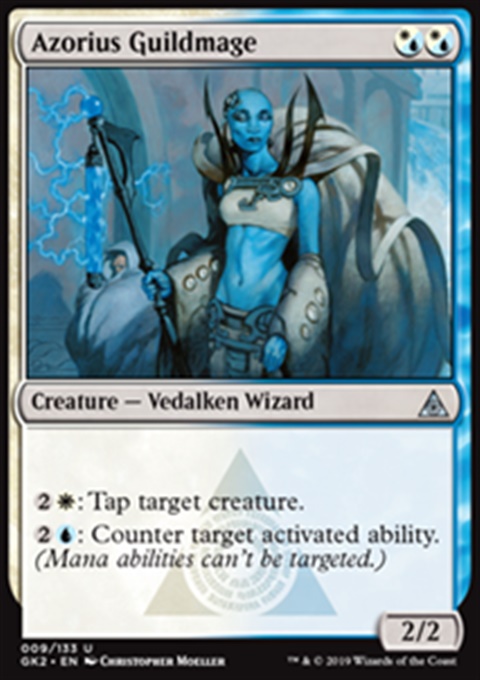 Azorius Guildmage
Creature — Vedalken Wizard
2: Tap target creature.
2: Counter target activated ability.
(Mana abilities can't be targeted.)
2/2
009/133 U
GK2 • EN Christopher Moeller
™ & © 2019 Wizards of the Coast